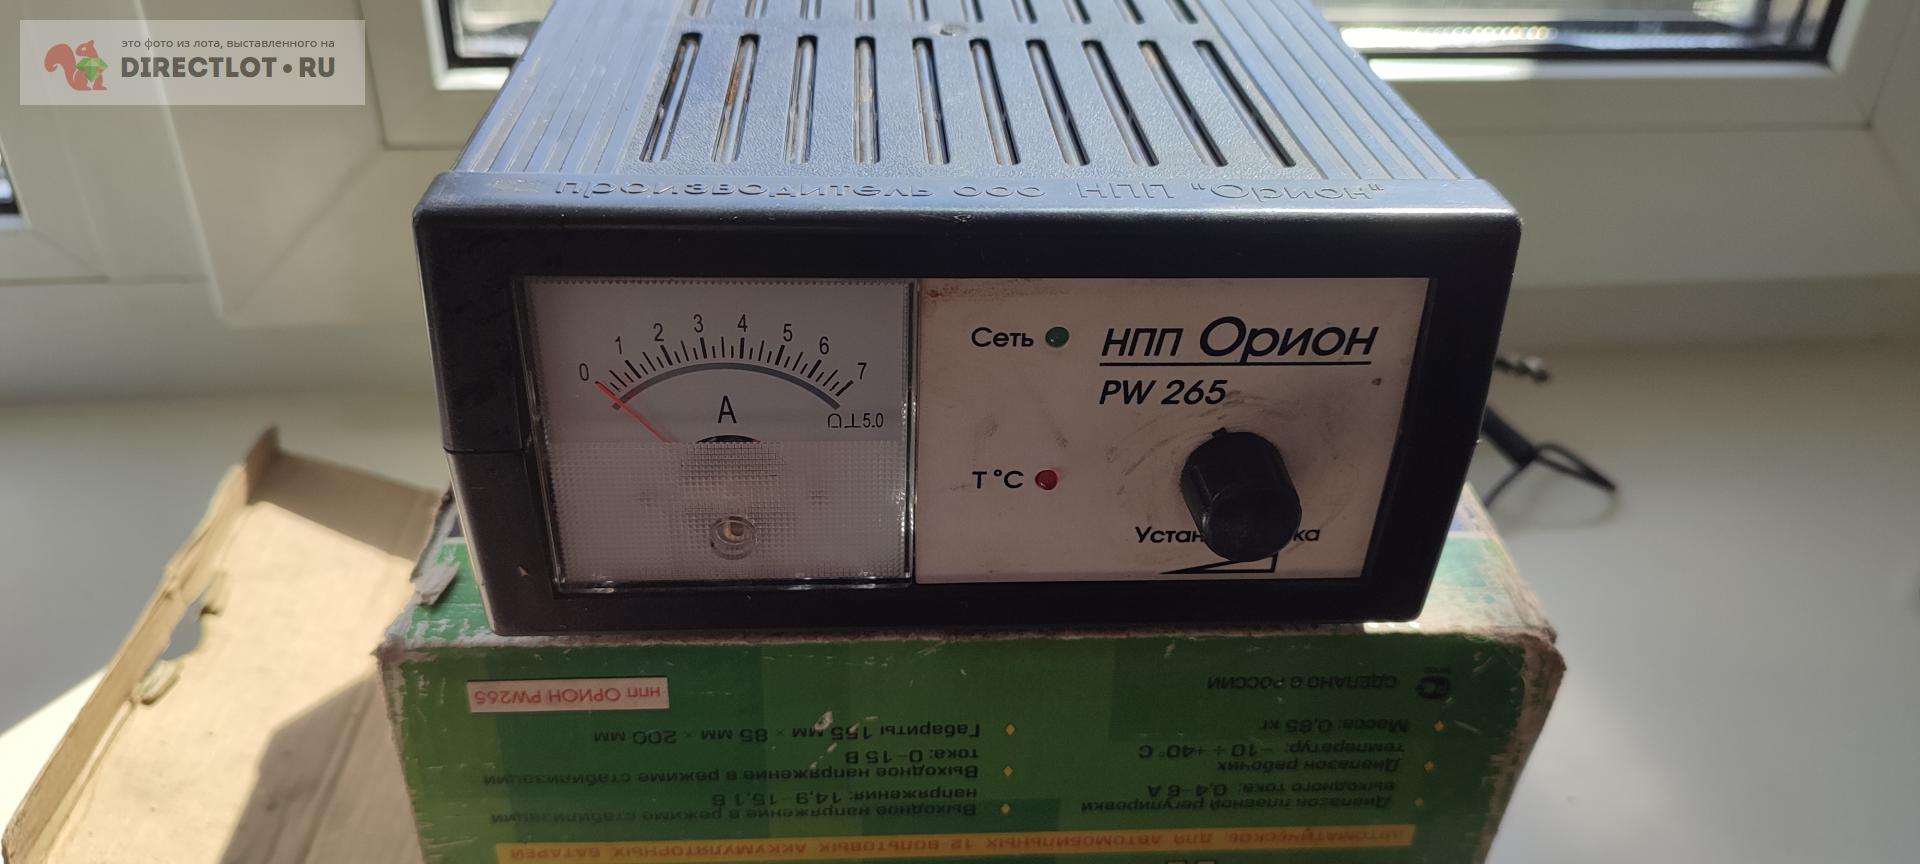 это фото из лота, выставленного на
DIRECTLOT•RU
производитель ооо НПП "Орион"
0 1 2 3 4 5 6 7
A
5.0
Сеть
НПП Орион
PW 265
T°C
АВТОМАТИЧЕСКОЕ ДЛЯ АВТОМОБИЛЬНЫХ 12 ВОЛЬТОВЫХ АККУМУЛЯТОРНЫХ БАТАРЕЙ
Диапазон плавной регулировки
выходного тока: 0,4-6 А
Диапазон рабочих
температур: -10 ÷ +40°С
Масса: 0,65 кг
СДЕЛАНО В РОССИИ
Выходное напряжение в режиме стабилизации
напряжения: 14,9-15,1 В
Выходное напряжение в режиме стабилизации
тока: 0-15 В
Габариты 155 мм × 85 мм × 200 мм
НПП ОРИОН PW265